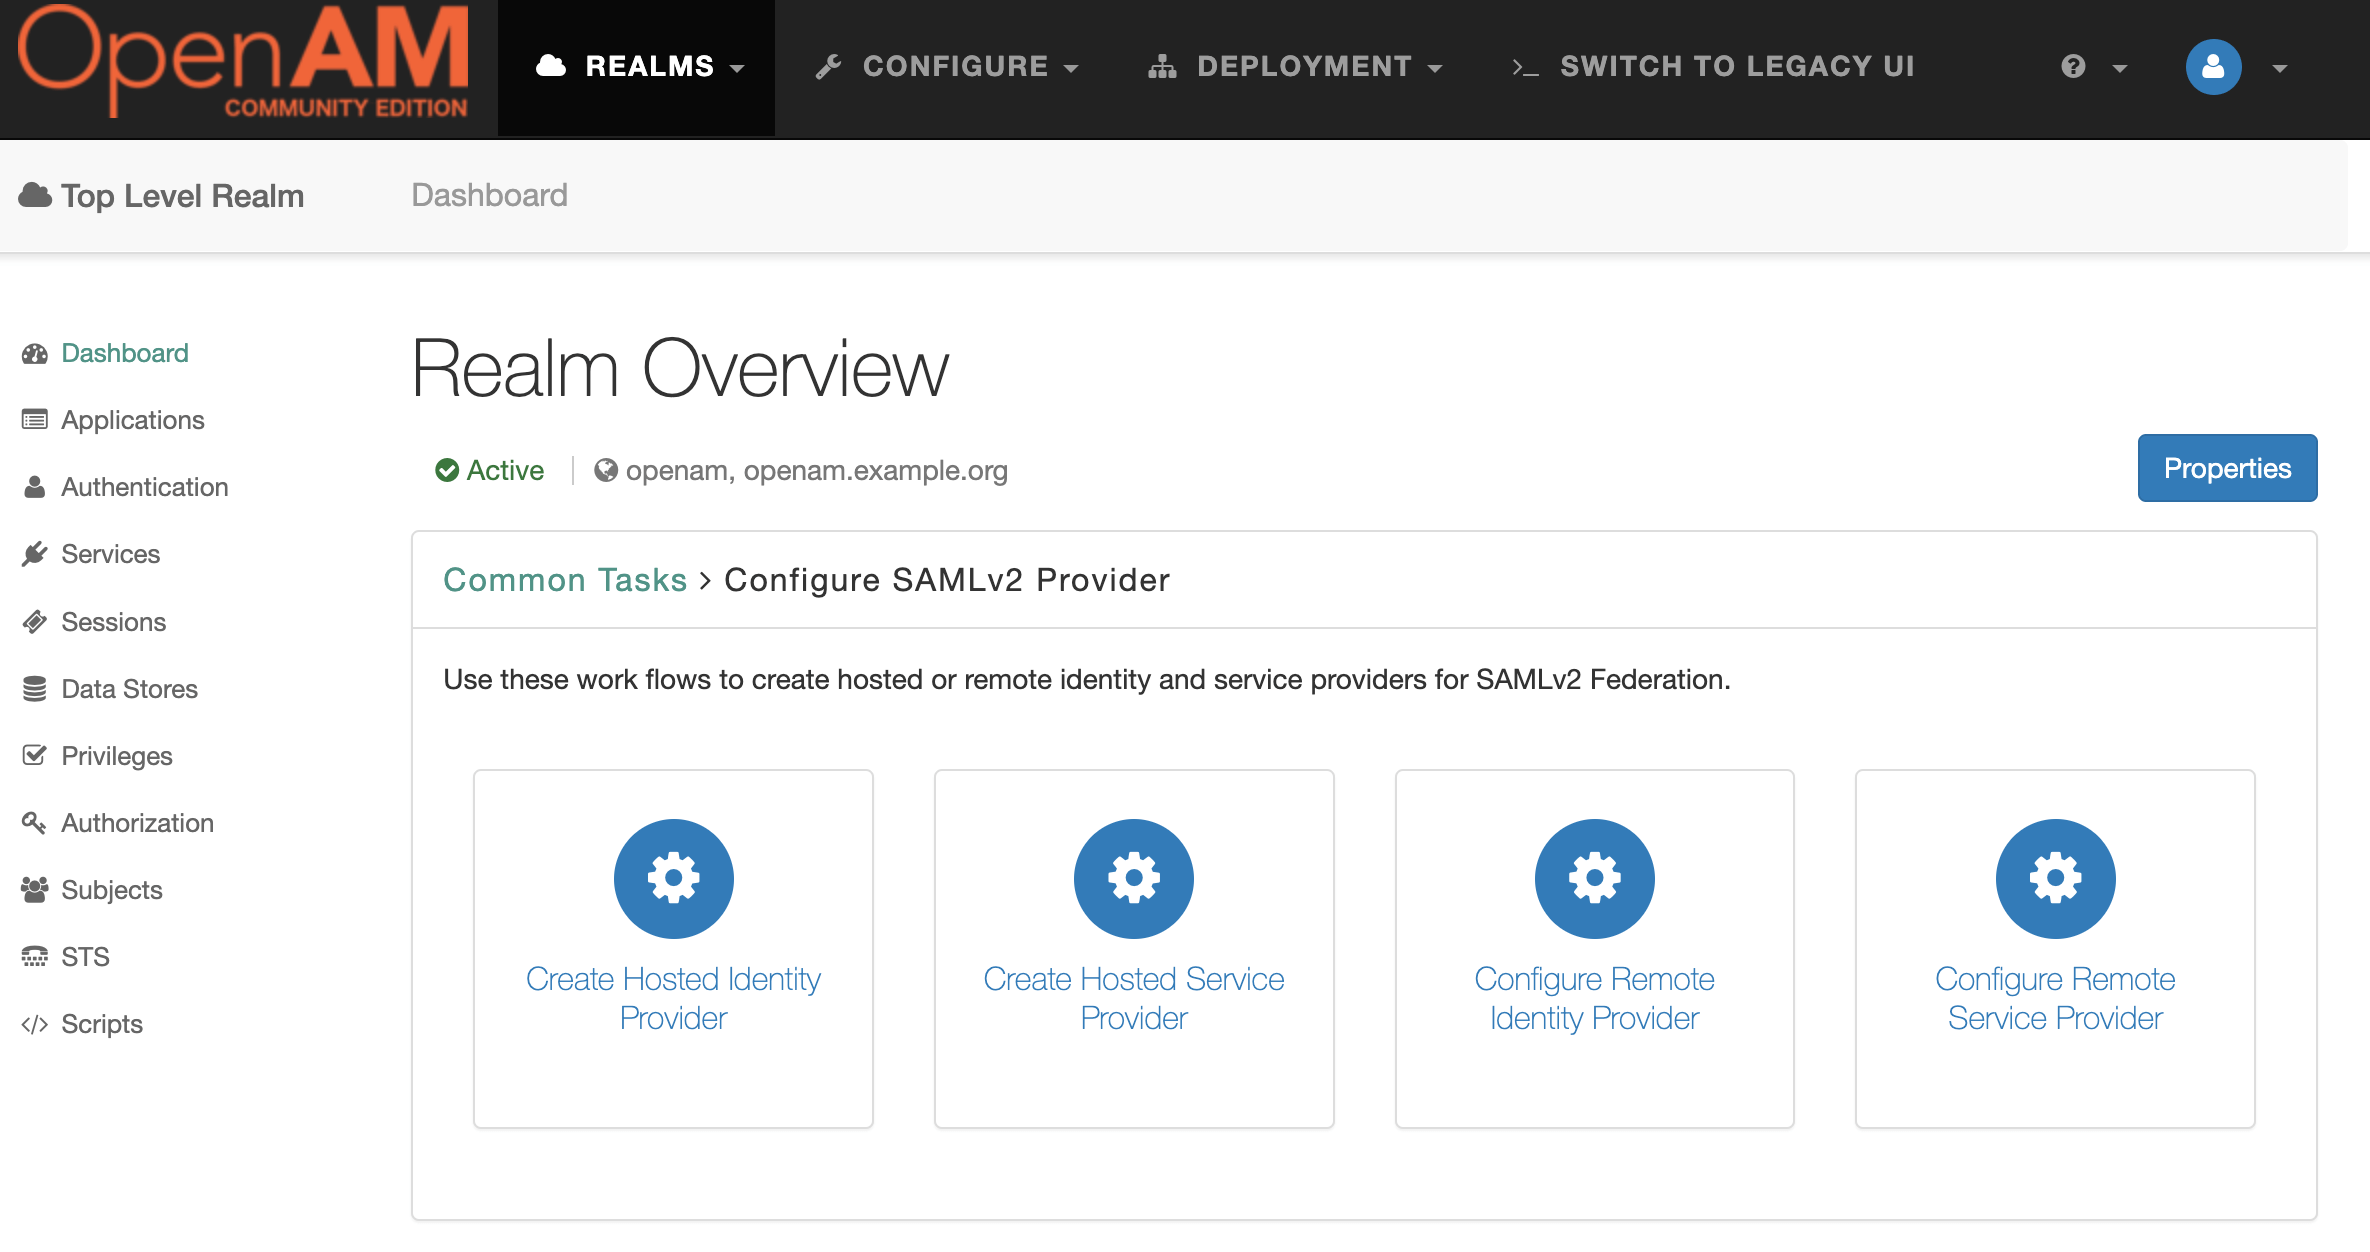 OpenAM
COMMUNITY EDITION
REALMS
CONFIGURE
DEPLOYMENT
SWITCH TO LEGACY UI
Top Level Realm
Dashboard
Dashboard
Applications
Authentication
Services
Sessions
Data Stores
Privileges
Authorization
Subjects
STS
Scripts
Realm Overview
Active
openam, openam.example.org
Properties
Common Tasks > Configure SAMLv2 Provider
Use these work flows to create hosted or remote identity and service providers for SAMLv2 Federation.
Create Hosted Identity
Provider
Create Hosted Service
Provider
Configure Remote
Identity Provider
Configure Remote
Service Provider